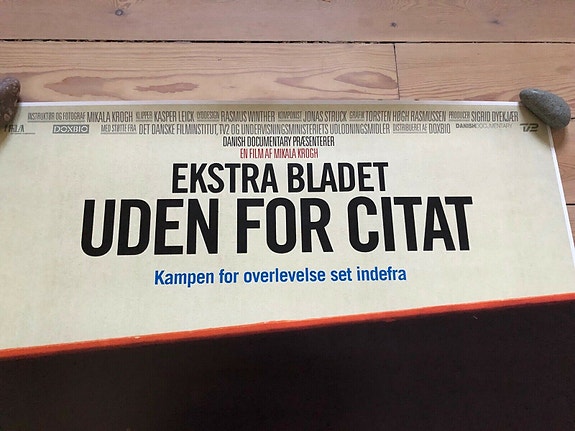 INSTRUKTØR OG FOTOGRAF MIKALA KROGH KLIPPER KASPER LEICK LYDDESIGN RASMUS WINTHER KOMPONIST JONAS STRUCK GRAFIK TORSTEN HØGH RASMUSSEN PRODUCER SIGRID DYEKJÆR
DOXBIO MED STØTTE FRA DET DANSKE FILMINSTITUT, TV2 OG UNDERVISNINGSMINISTERIETS UDLODNINGSMIDLER DISTRIBUERET AF DOXBIO DANISHDOCUMENTARY TV2
DANISH DOCUMENTARY PRÆSENTERER
EN FILM AF MIKALA KROGH
EKSTRA BLADET
UDEN FOR CITAT
Kampen for overlevelse set indefra